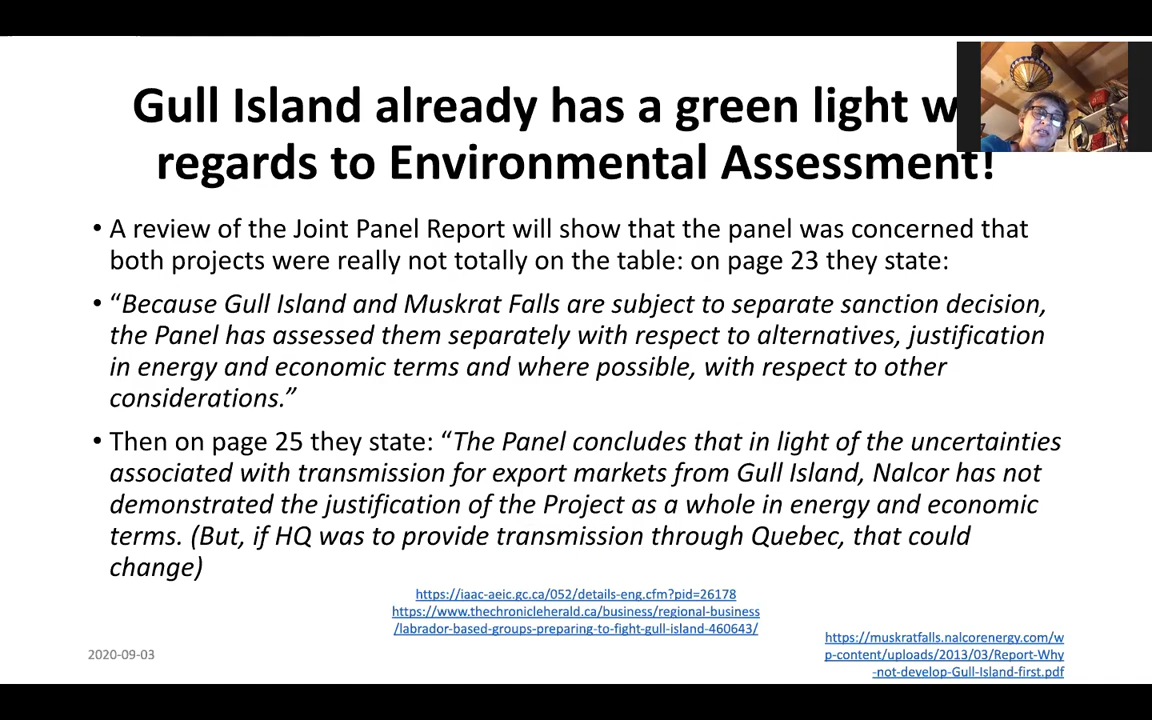 Gull Island already has a green light w
regards to Environmental Assessment!
• A review of the Joint Panel Report will show that the panel was concerned that
both projects were really not totally on the table: on page 23 they state:
• “Because Gull Island and Muskrat Falls are subject to separate sanction decision,
the Panel has assessed them separately with respect to alternatives, justification
in energy and economic terms and where possible, with respect to other
considerations.”
• Then on page 25 they state: “The Panel concludes that in light of the uncertainties
associated with transmission for export markets from Gull Island, Nalcor has not
demonstrated the justification of the Project as a whole in energy and economic
terms. (But, if HQ was to provide transmission through Quebec, that could
change)
https://iaac-aeic.gc.ca/052/details-eng.cfm?pid=26178
https://www.thechronicleherald.ca/business/regional-business
/labrador-based-groups-preparing-to-fight-gull-island-460643/
https://muskratfalls.nalcorenergy.com/w
p-content/uploads/2013/03/Report-Why
-not-develop-Gull-Island-first.pdf
2020-09-03